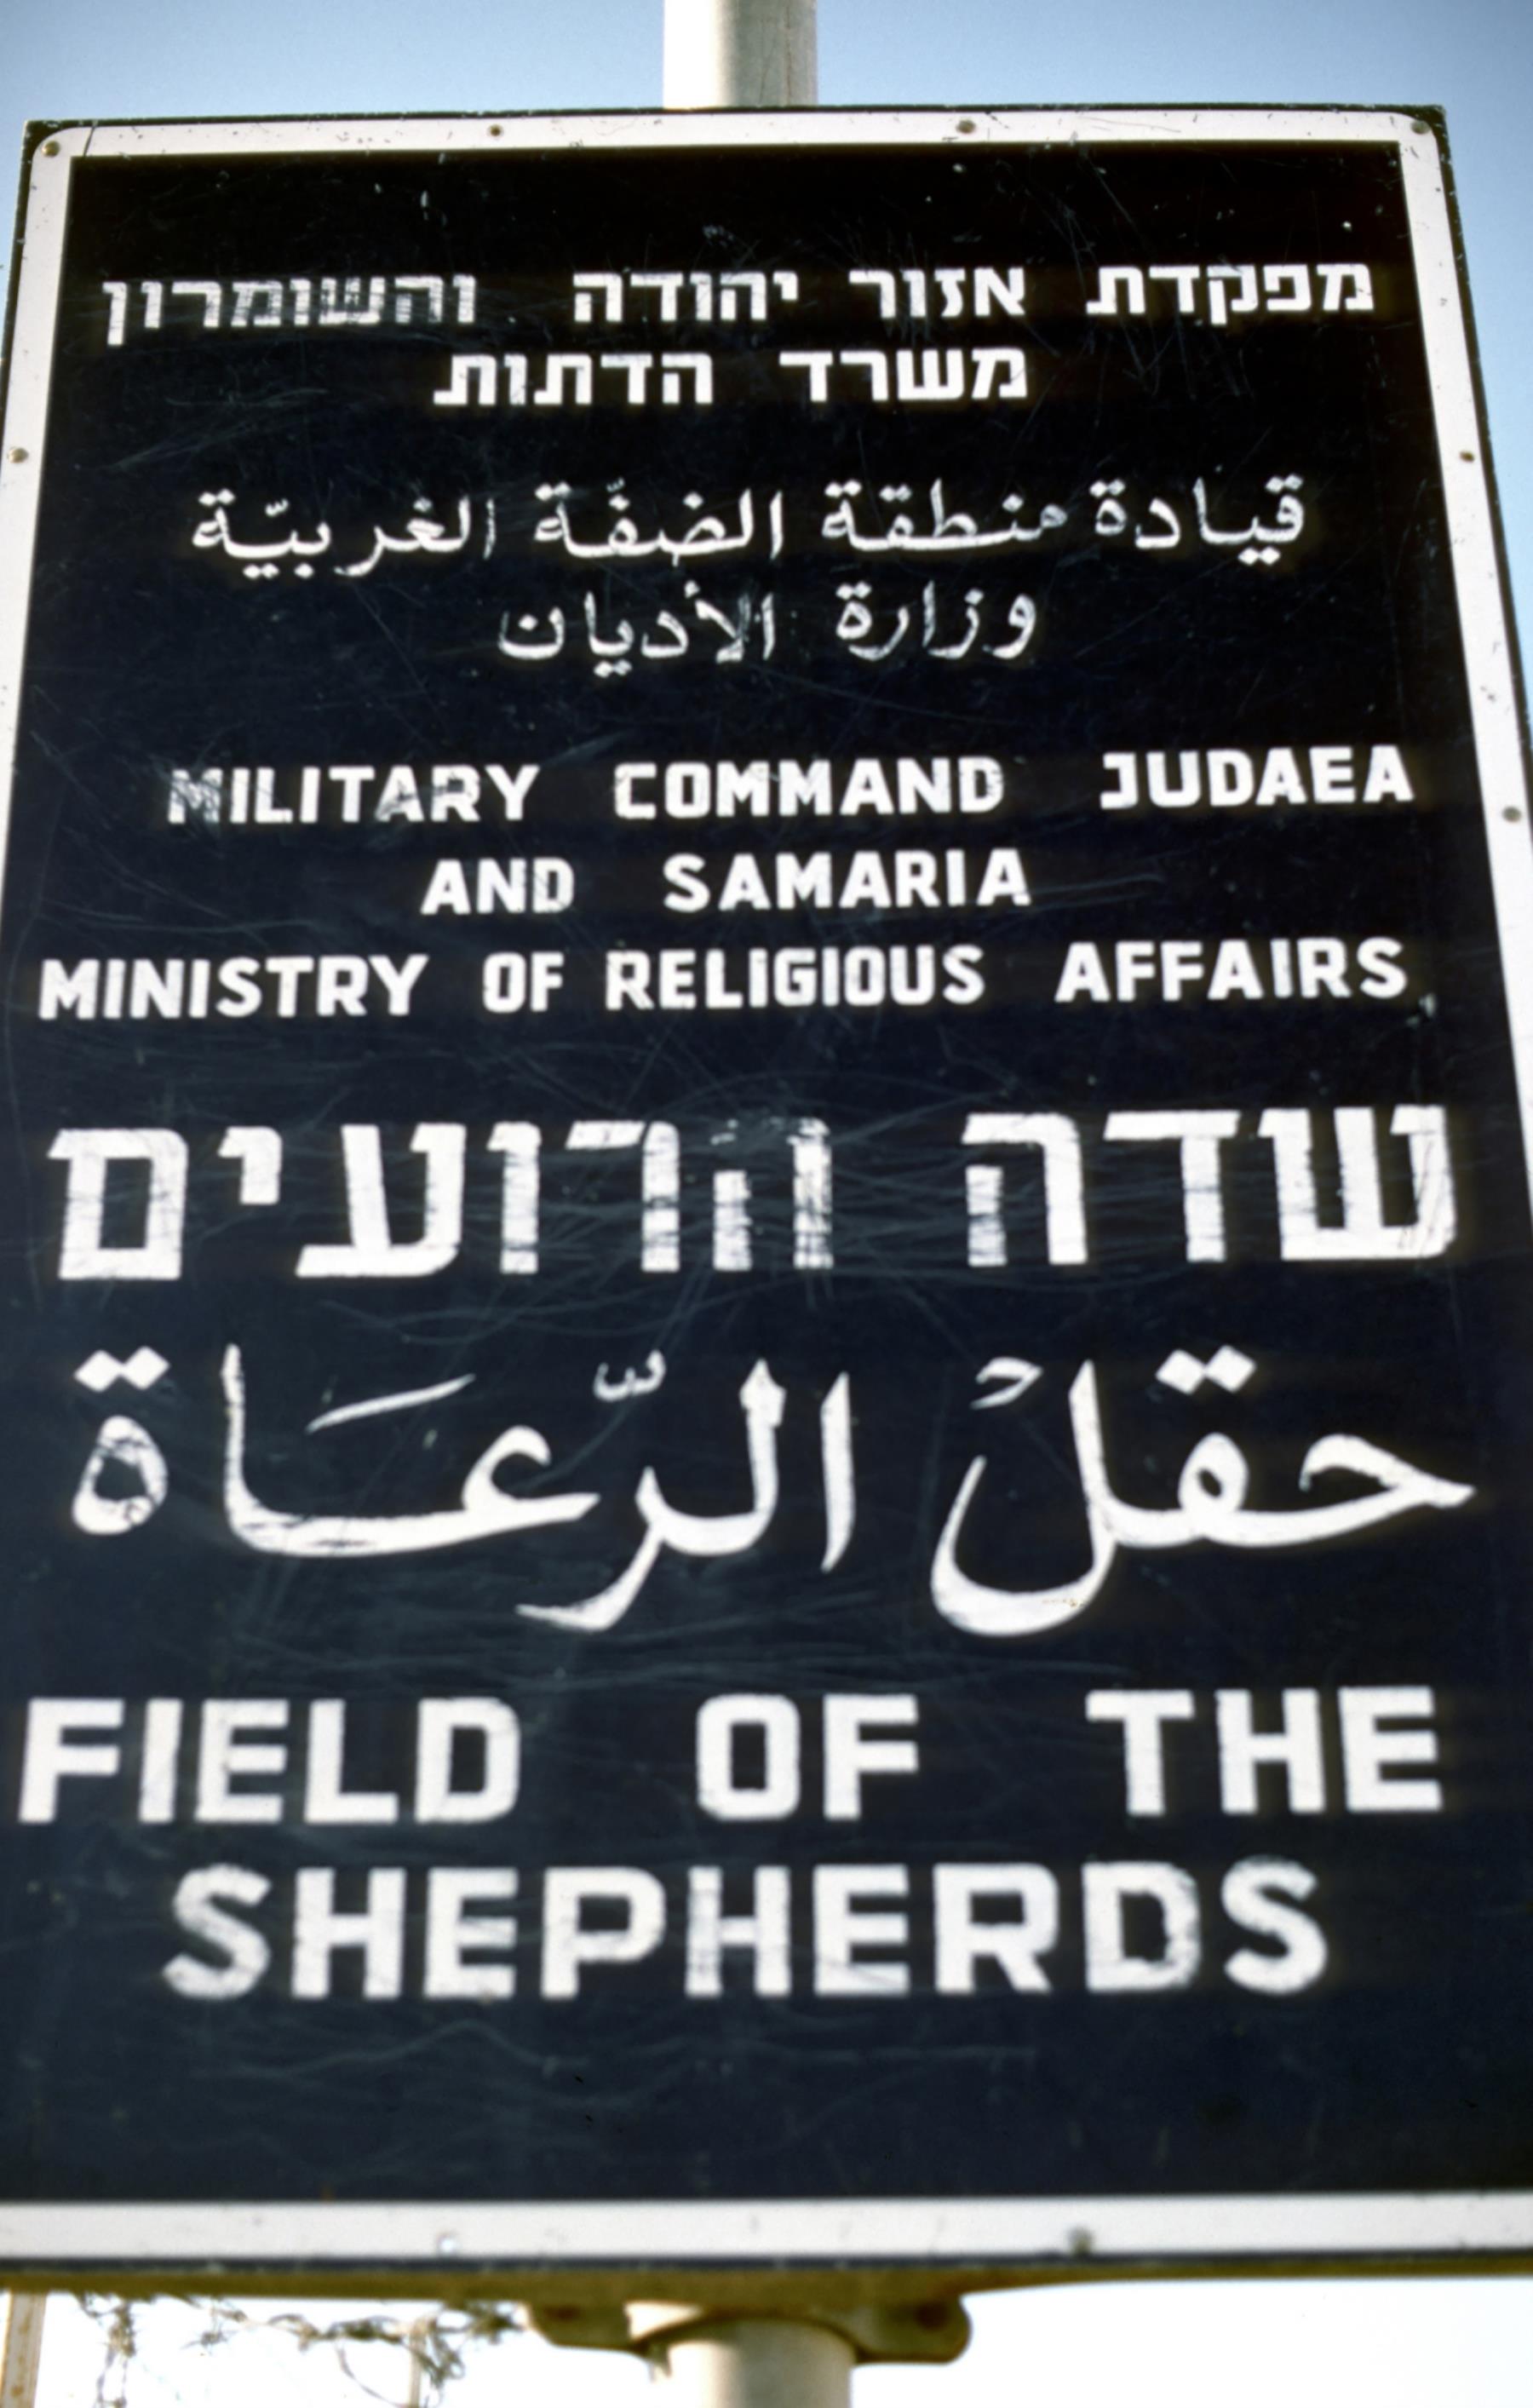 מפקדת אזור יהודה והשומרון
משרד הדתות
قيادة منطقة الضفّة الغربيّة
وزارة الأديان
MILITARY COMMAND JUDAEA
AND SAMARIA
MINISTRY OF RELIGIOUS AFFAIRS
שדה הרועים
حقلْ الرّعَاة
FIELD OF THE
SHEPHERDS